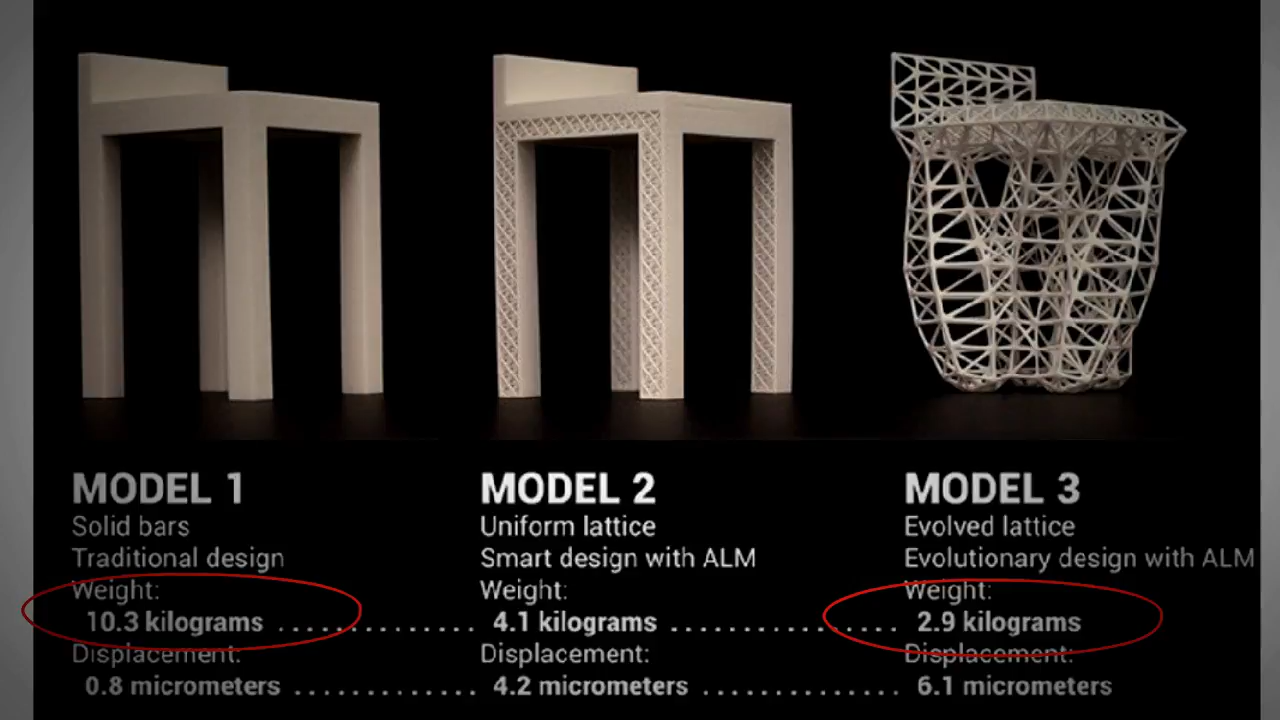 MODEL 1
Solid bars
Traditional design
Weight:
10.3 kilograms ..............
Displacement:
0.8 micrometers .............
MODEL 2
Uniform lattice
Smart design with ALM
Weight:
4.1 kilograms ................
Displacement:
4.2 micrometers ..............
MODEL 3
Evolved lattice
Evolutionary design with ALM
Weight:
2.9 kilograms
Displacement:
6.1 micrometers